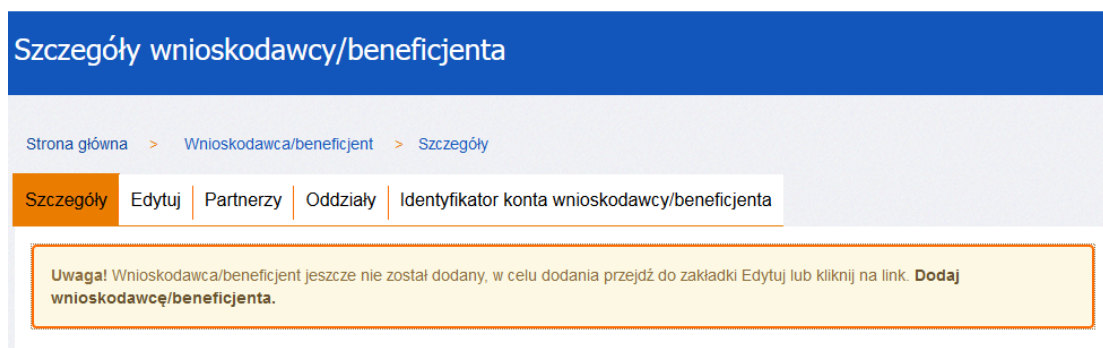 Szczegóły wnioskodawcy/beneficjenta
Strona główna > Wnioskodawca/beneficjent > Szczegóły
Szczegóły Edytuj Partnerzy Oddziały Identyfikator konta wnioskodawcy/beneficjenta
Uwaga! Wnioskodawca/beneficjent jeszcze nie został dodany, w celu dodania przejdź do zakładki Edytuj lub kliknij na link. Dodaj
wnioskodawcę/beneficjenta.